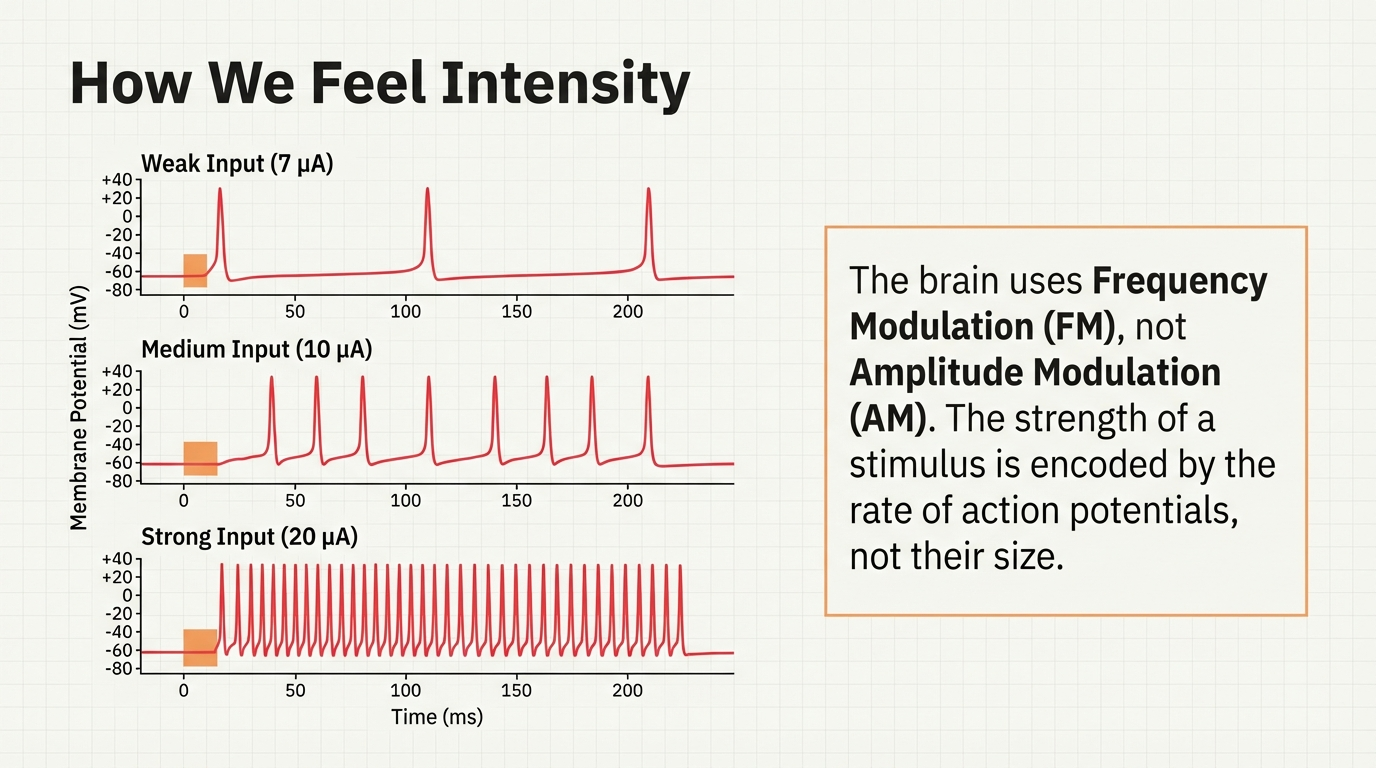 How We Feel Intensity
Membrane Potential (mV)
Weak Input (7 µA)
+40
+20
0
-20
-40
-60
-80
0 50 100 150 200
Medium Input (10 µA)
+40
+20
0
-20
-40
-60
-80
0 50 100 150 200
Strong Input (20 µA)
+40
+20
0
-20
-40
-60
-80
0 50 100 150 200
Time (ms)
The brain uses Frequency
Modulation (FM), not
Amplitude Modulation
(AM). The strength of a
stimulus is encoded by the
rate of action potentials,
not their size.